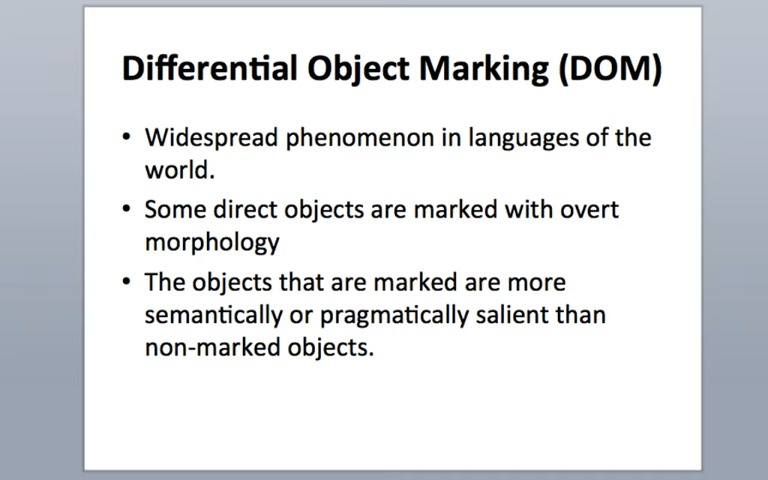 Differential Object Marking (DOM)
• Widespread phenomenon in languages of the
world.
• Some direct objects are marked with overt
morphology
• The objects that are marked are more
semantically or pragmatically salient than
non-marked objects.